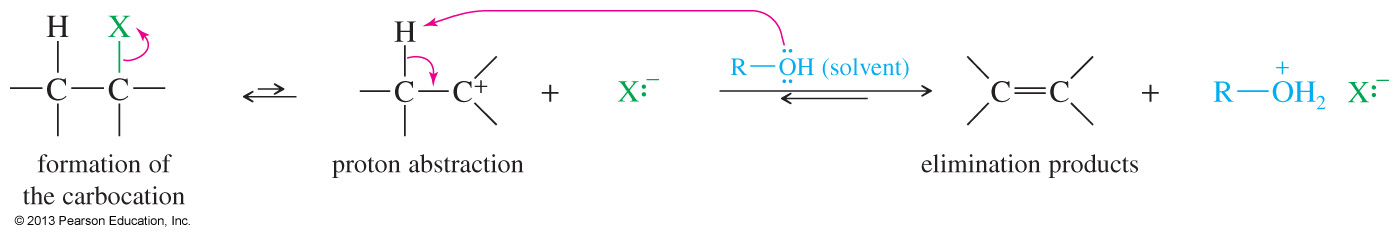 H X H
R—ÖH (solvent)
—C—C— —C—C+ + X:⁻ C=C + R—OH₂ X:⁻
+
formation of
the carbocation
proton abstraction
elimination products
© 2013 Pearson Education, Inc.